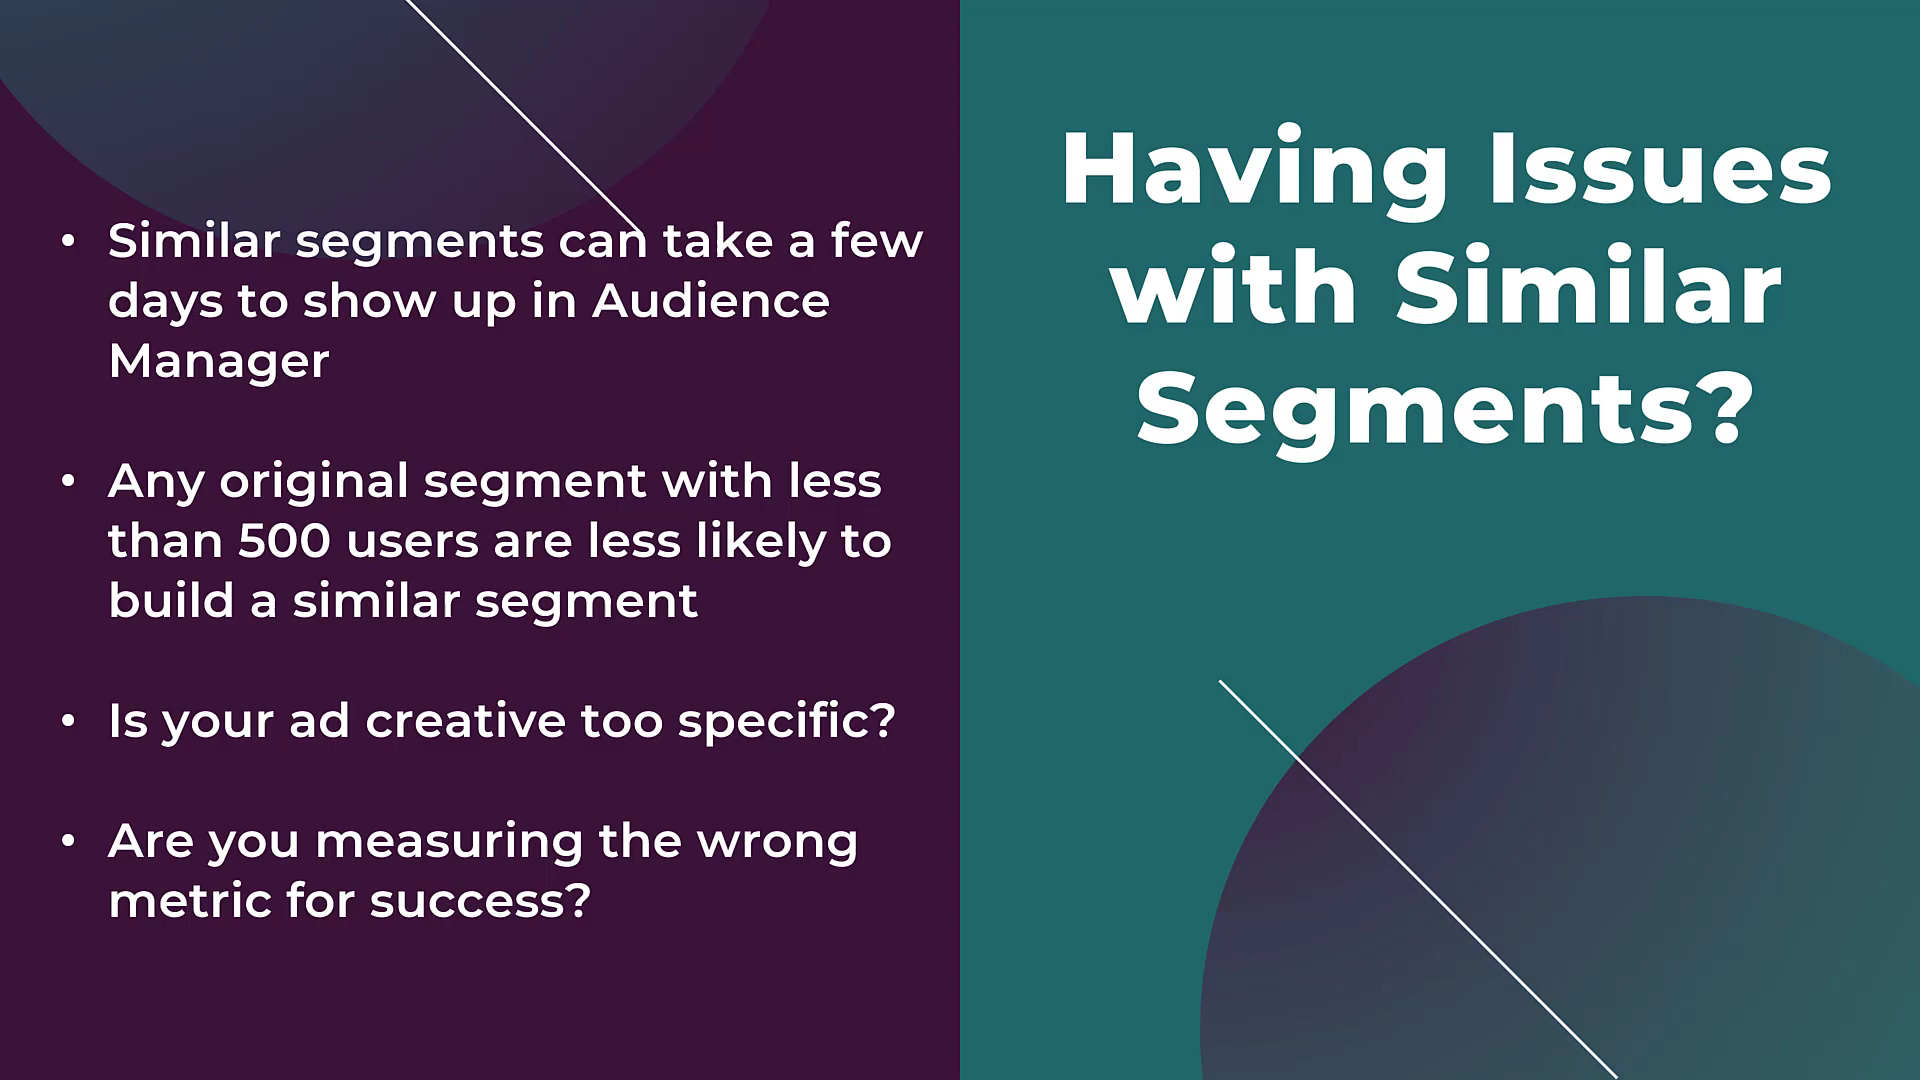 Having Issues
with Similar
Segments?
• Similar segments can take a few
days to show up in Audience
Manager
• Any original segment with less
than 500 users are less likely to
build a similar segment
• Is your ad creative too specific?
• Are you measuring the wrong
metric for success?